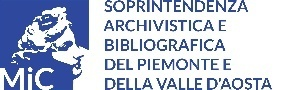 SOPRINTENDENZA
ARCHIVISTICA E
BIBLIOGRAFICA
DEL PIEMONTE E
DELLA VALLE D'AOSTA
MiC